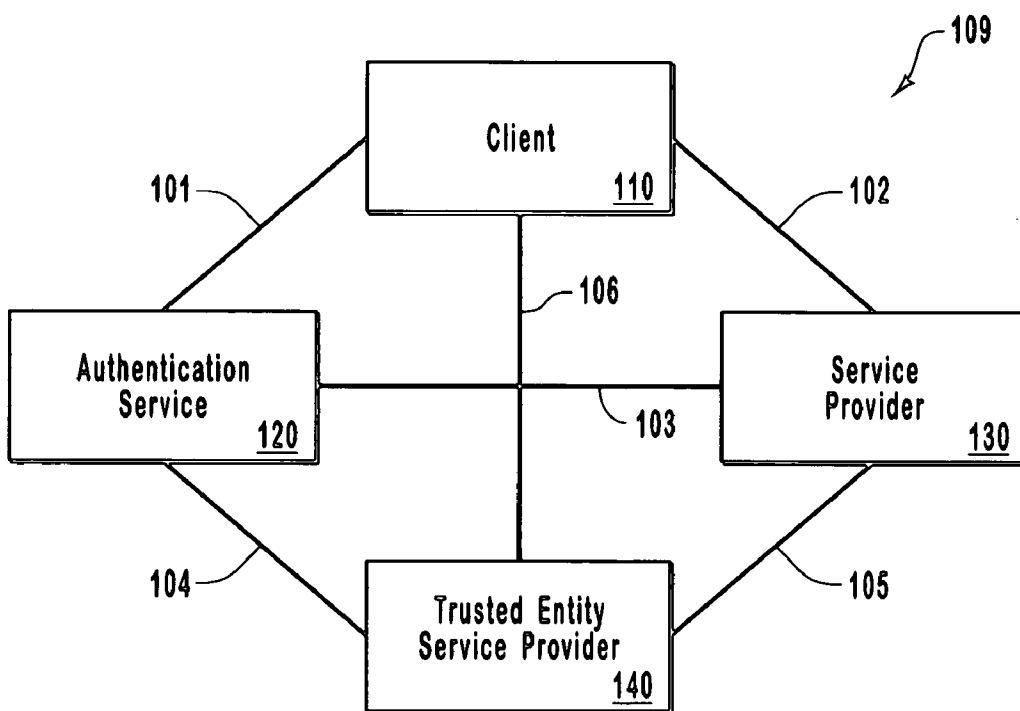 109
Client
110
101
102
106
Authentication
Service
120
Service
Provider
130
103
104
105
Trusted Entity
Service Provider
140